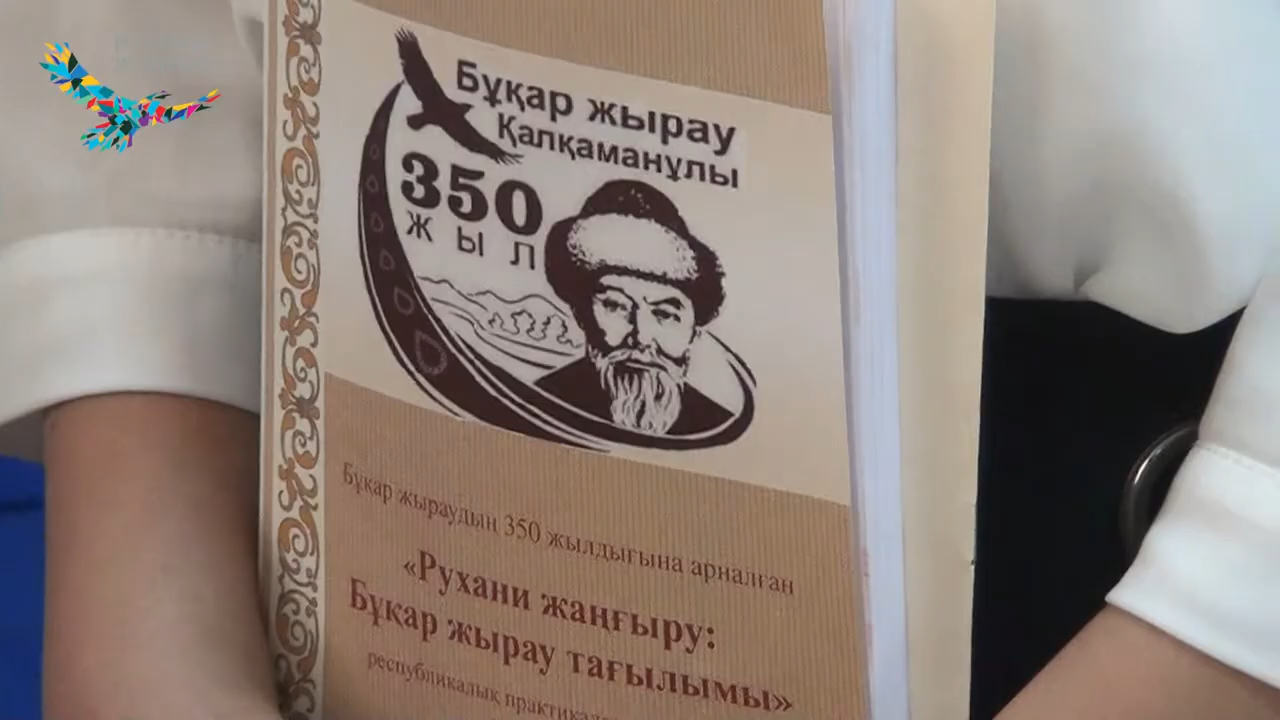 Бұқар жырау
Қалқаманұлы
350
ЖЫЛ
Бұқар жыраудың 350 жылдығына арналған
«Рухани жаңғыру:
Бұқар жырау тағылымы»
республикалық